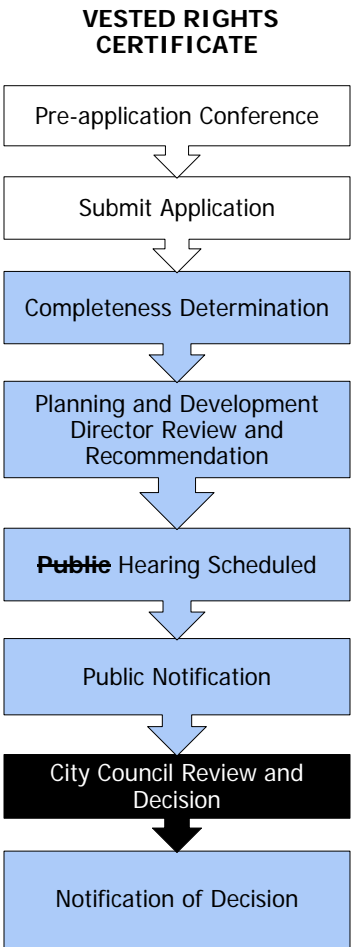 VESTED RIGHTS
CERTIFICATE
Pre-application Conference
Submit Application
Completeness Determination
Planning and Development
Director Review and
Recommendation
Public Hearing Scheduled
Public Notification
City Council Review and
Decision
Notification of Decision